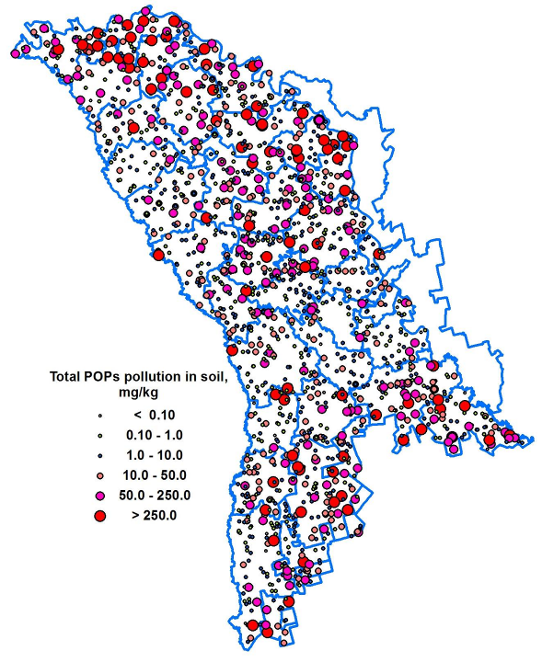 Total POPs pollution in soil,
mg/kg
< 0.10
0.10 - 1.0
1.0 - 10.0
10.0 - 50.0
50.0 - 250.0
> 250.0